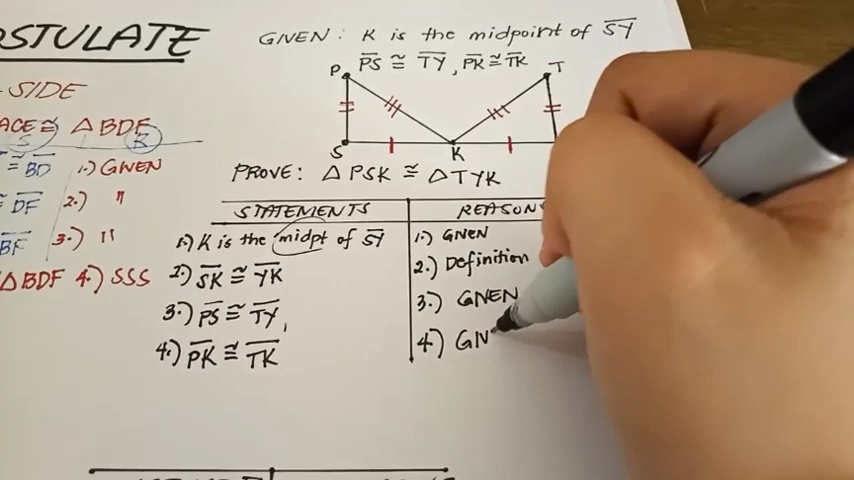 OSTULATE
GIVEN: K is the midpoint of SY
PS ≅ TY, PK ≅ TK
- SIDE
P
T
ACE ≅ △ BDF
S
B
S
K
≅ BD
1.) GIVEN
≅ DF
2.) "
BF
3.) "
△BDF
4.) SSS
PROVE: △ PSK ≅ △ TYK
STATEMENTS
REASON
1.) K is the midpt of SY
1.) GIVEN
2.) SK ≅ YK
2.) Definition
3.) PS ≅ TY,
3.) GIVEN
4.) PK ≅ TK
4.) GIV